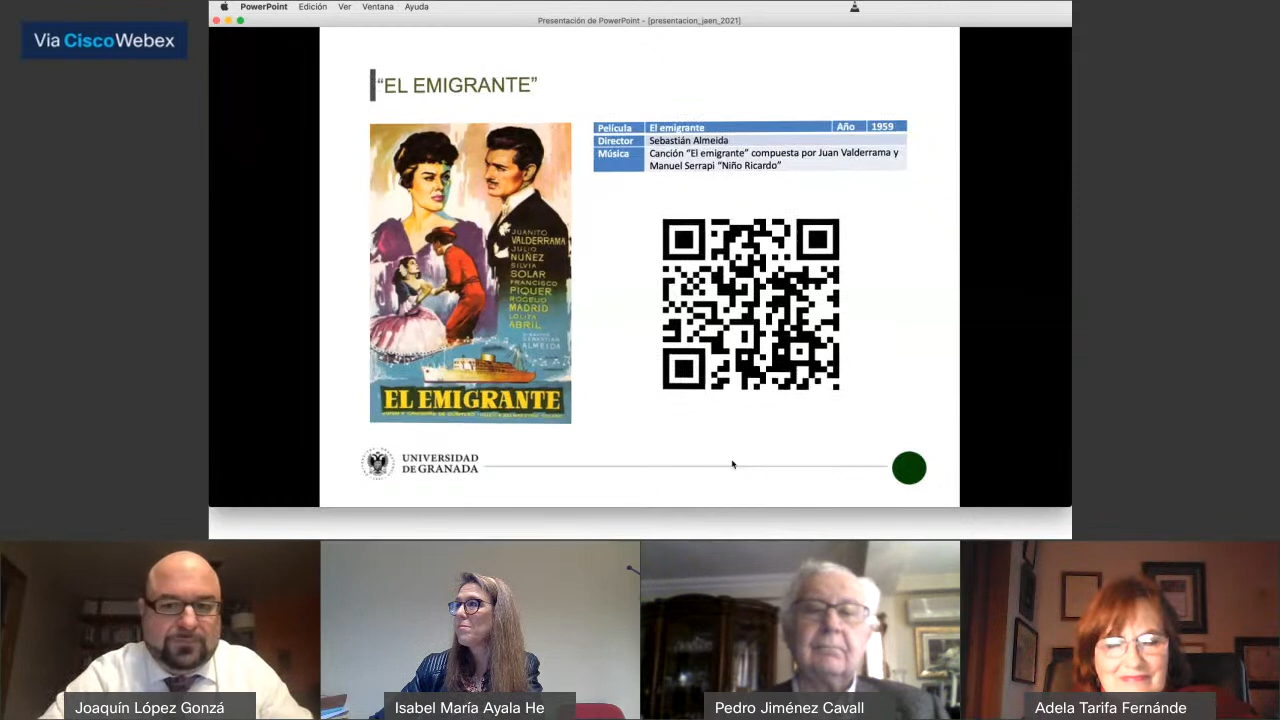 PowerPoint Edición Ver Ventana Ayuda
Presentación de PowerPoint - [presentacion_jaen_2021]
Via CiscoWebex
“EL EMIGRANTE”
Película El emigrante Año 1959
Director Sebastián Almeida
Música Canción “El emigrante” compuesta por Juan Valderrama y
Manuel Serrapi “Niño Ricardo”
JUANITO
VALDERRAMA
JULIO
NUÑEZ
SILVIA
SOLAR
FRANCISCO
PIQUER
ROGELIO
MADRID
LOLITA
ABRIL
SEBASTIAN
ALMEIDA
EL EMIGRANTE
UNIVERSIDAD
DE GRANADA
Joaquín López Gonzá
Isabel María Ayala He
Pedro Jiménez Cavall
Adela Tarifa Fernánde